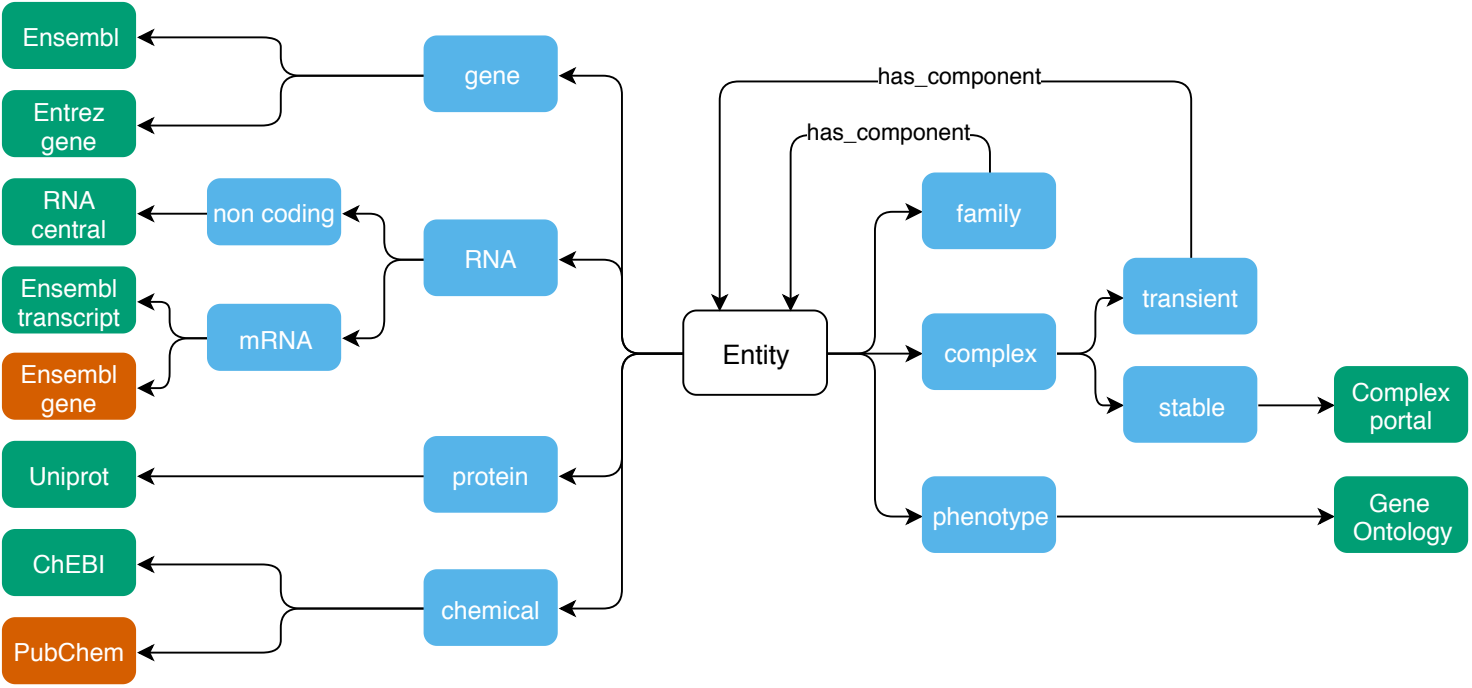 Ensembl
Entrez
gene
RNA
central
Ensembl
transcript
Ensembl
gene
Uniprot
ChEBI
PubChem
non coding
mRNA
gene
RNA
protein
chemical
Entity
has_component
has_component
family
complex
phenotype
transient
stable
Complex
portal
Gene
Ontology